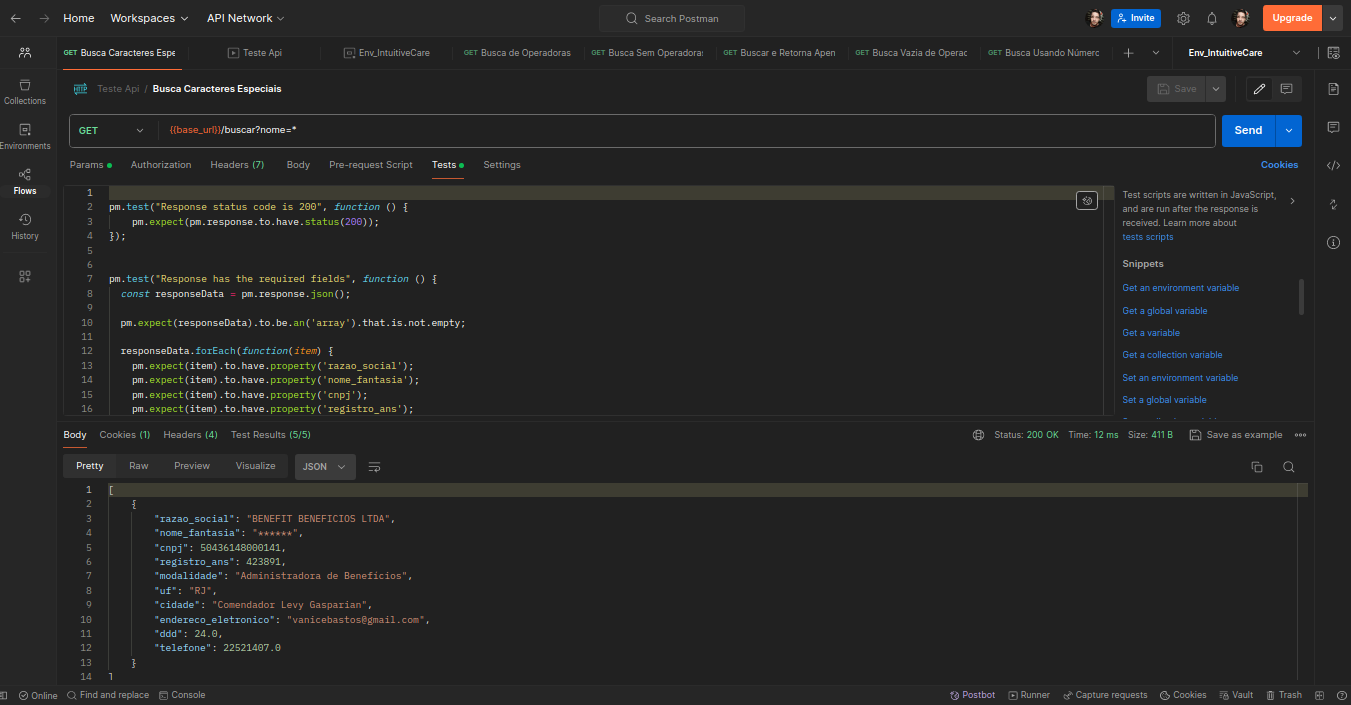 Home Workspaces API Network Search Postman Invite Upgrade
GET Busca Caracteres Espe Teste Api Env_IntuitiveCare GET Busca de Operadoras GET Busca Sem Operadoras GET Buscar e Retorna Apen GET Busca Vazia de Operac GET Busca Usando Número Env_IntuitiveCare
Collections
Environments
Flows
History
HTTP Teste Api / Busca Caracteres Especiais Save
GET {{base_url}}/buscar?nome=* Send
Params Authorization Headers (7) Body Pre-request Script Tests Settings Cookies
1
2 pm.test("Response status code is 200", function () {
3 pm.expect(pm.response.to.have.status(200));
4 });
5
6
7 pm.test("Response has the required fields", function () {
8 const responseData = pm.response.json();
9
10 pm.expect(responseData).to.be.an('array').that.is.not.empty;
11
12 responseData.forEach(function(item) {
13 pm.expect(item).to.have.property('razao_social');
14 pm.expect(item).to.have.property('nome_fantasia');
15 pm.expect(item).to.have.property('cnpj');
16 pm.expect(item).to.have.property('registro_ans');
Test scripts are written in JavaScript,
and are run after the response is
received. Learn more about
tests scripts
Snippets
Get an environment variable
Get a global variable
Get a variable
Get a collection variable
Set an environment variable
Set a global variable
Body Cookies (1) Headers (4) Test Results (5/5) Status: 200 OK Time: 12 ms Size: 411 B Save as example
Pretty Raw Preview Visualize JSON
1 [
2 {
3 "razao_social": "BENEFIT BENEFICIOS LTDA",
4 "nome_fantasia": "******",
5 "cnpj": 50436148000141,
6 "registro_ans": 423891,
7 "modalidade": "Administradora de Benefícios",
8 "uf": "RJ",
9 "cidade": "Comendador Levy Gasparian",
10 "endereco_eletronico": "vanicebastos@gmail.com",
11 "ddd": 24.0,
12 "telefone": 22521407.0
13 }
14 ]
Online Find and replace Console Postbot Runner Capture requests Cookies Vault Trash